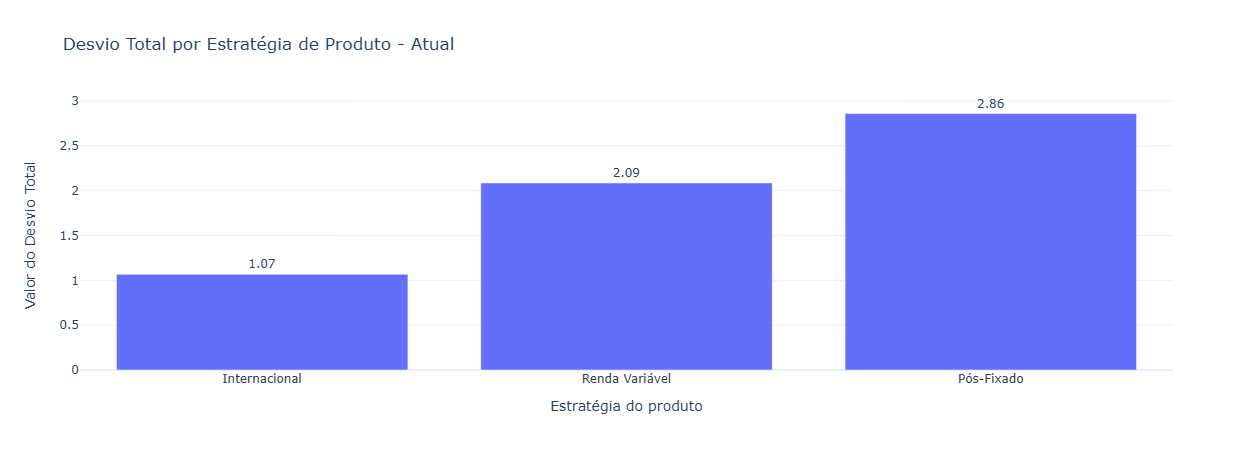 Desvio Total por Estratégia de Produto - Atual
Valor do Desvio Total
3
2.5
2
1.5
1
0.5
0
1.07
2.09
2.86
Internacional
Renda Variável
Pós-Fixado
Estratégia do produto